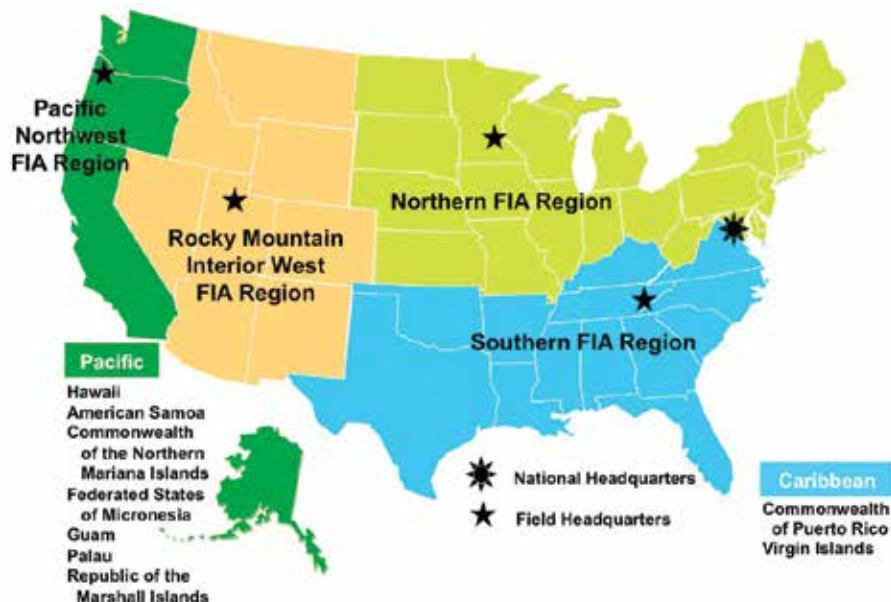 Pacific
Northwest
FIA Region
Northern FIA Region
Rocky Mountain
Interior West
FIA Region
Southern FIA Region
Pacific
Hawaii
American Samoa
Commonwealth
of the Northern
Mariana Islands
Federated States
of Micronesia
Guam
Palau
Republic of the
Marshall Islands
National Headquarters
Field Headquarters
Caribbean
Commonwealth
of Puerto Rico
Virgin Islands